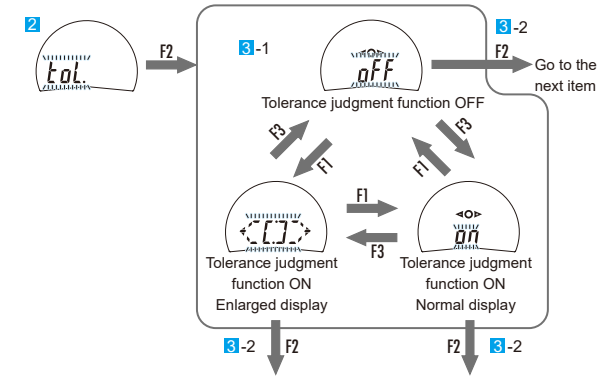 2
toL.
F2
3-1
oFF
3-2
F2
Go to the
next item
Tolerance judgment function OFF
F3
F1
F3
F1
F1
F3
[ ]
on
Tolerance judgment
function ON
Enlarged display
Tolerance judgment
function ON
Normal display
3-2
F2
F2
3-2